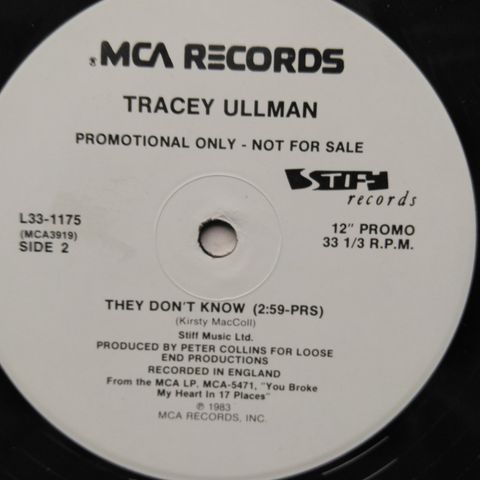 MCA RECORDS
TRACEY ULLMAN
PROMOTIONAL ONLY - NOT FOR SALE
STIFF
records
L33-1175
(MCA3919)
SIDE 2
12" PROMO
33 1/3 R.P.M.
THEY DON'T KNOW (2:59-PRS)
(Kirsty MacColl)
Stiff Music Ltd.
PRODUCED BY PETER COLLINS FOR LOOSE
END PRODUCTIONS
RECORDED IN ENGLAND
From the MCA LP, MCA-5471, "You Broke
My Heart In 17 Places"
℗ 1983
MCA RECORDS, INC.